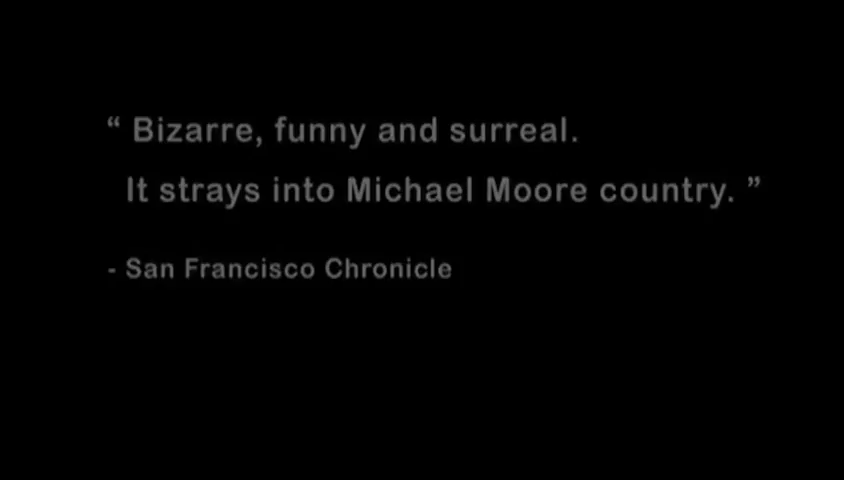 “ Bizarre, funny and surreal.
It strays into Michael Moore country. ”
- San Francisco Chronicle